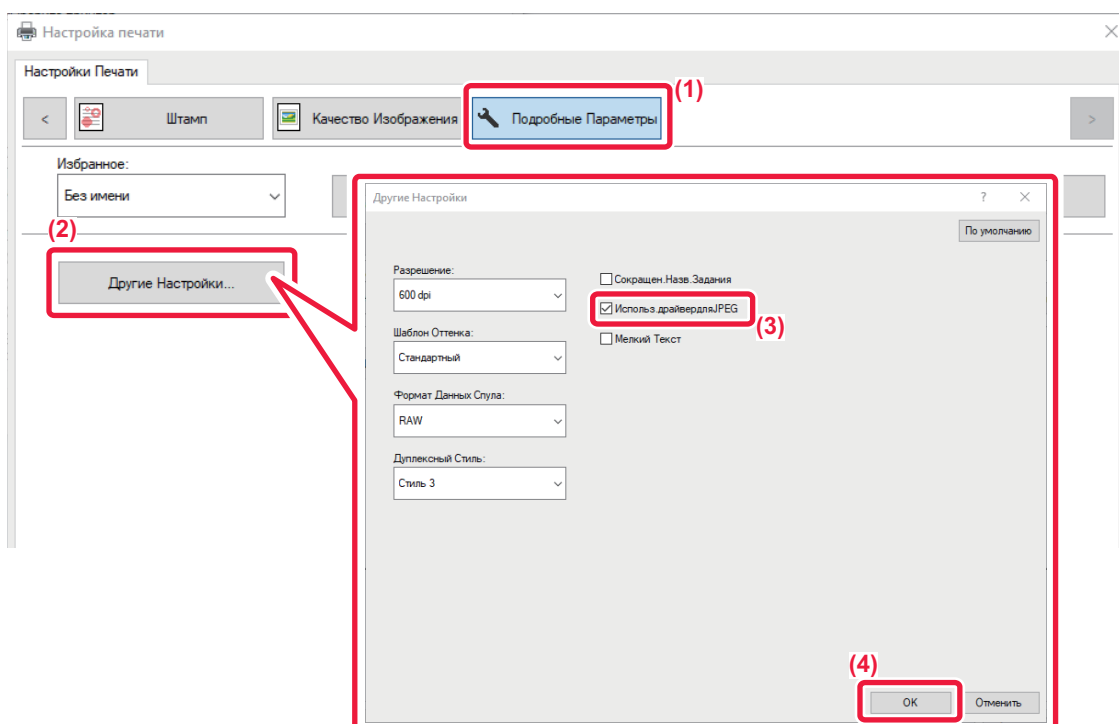 Настройка печати
Настройки Печати
(1)
<
Штамп
Качество Изображения
Подробные Параметры
>
Избранное:
Без имени
(2)
Другие Настройки...
Другие Настройки
?
По умолчанию
Разрешение:
600 dpi
Шаблон Оттенка:
Стандартный
Формат Данных Спула:
RAW
Дуплексный Стиль:
Стиль 3
Сокращен.Назв.Задания
Использ.драйвердляJPEG
(3)
Мелкий Текст
(4)
OK
Отменить